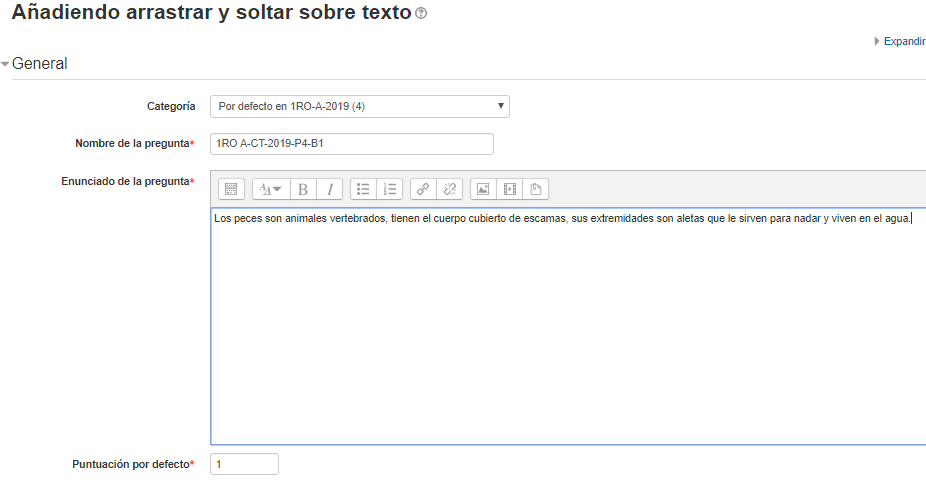 Añadiendo arrastrar y soltar sobre texto
Expandir
General
Categoría
Por defecto en 1RO-A-2019 (4)
Nombre de la pregunta*
1RO A-CT-2019-P4-B1
Enunciado de la pregunta*
Los peces son animales vertebrados, tienen el cuerpo cubierto de escamas, sus extremidades son aletas que le sirven para nadar y viven en el agua.
Puntuación por defecto*
1